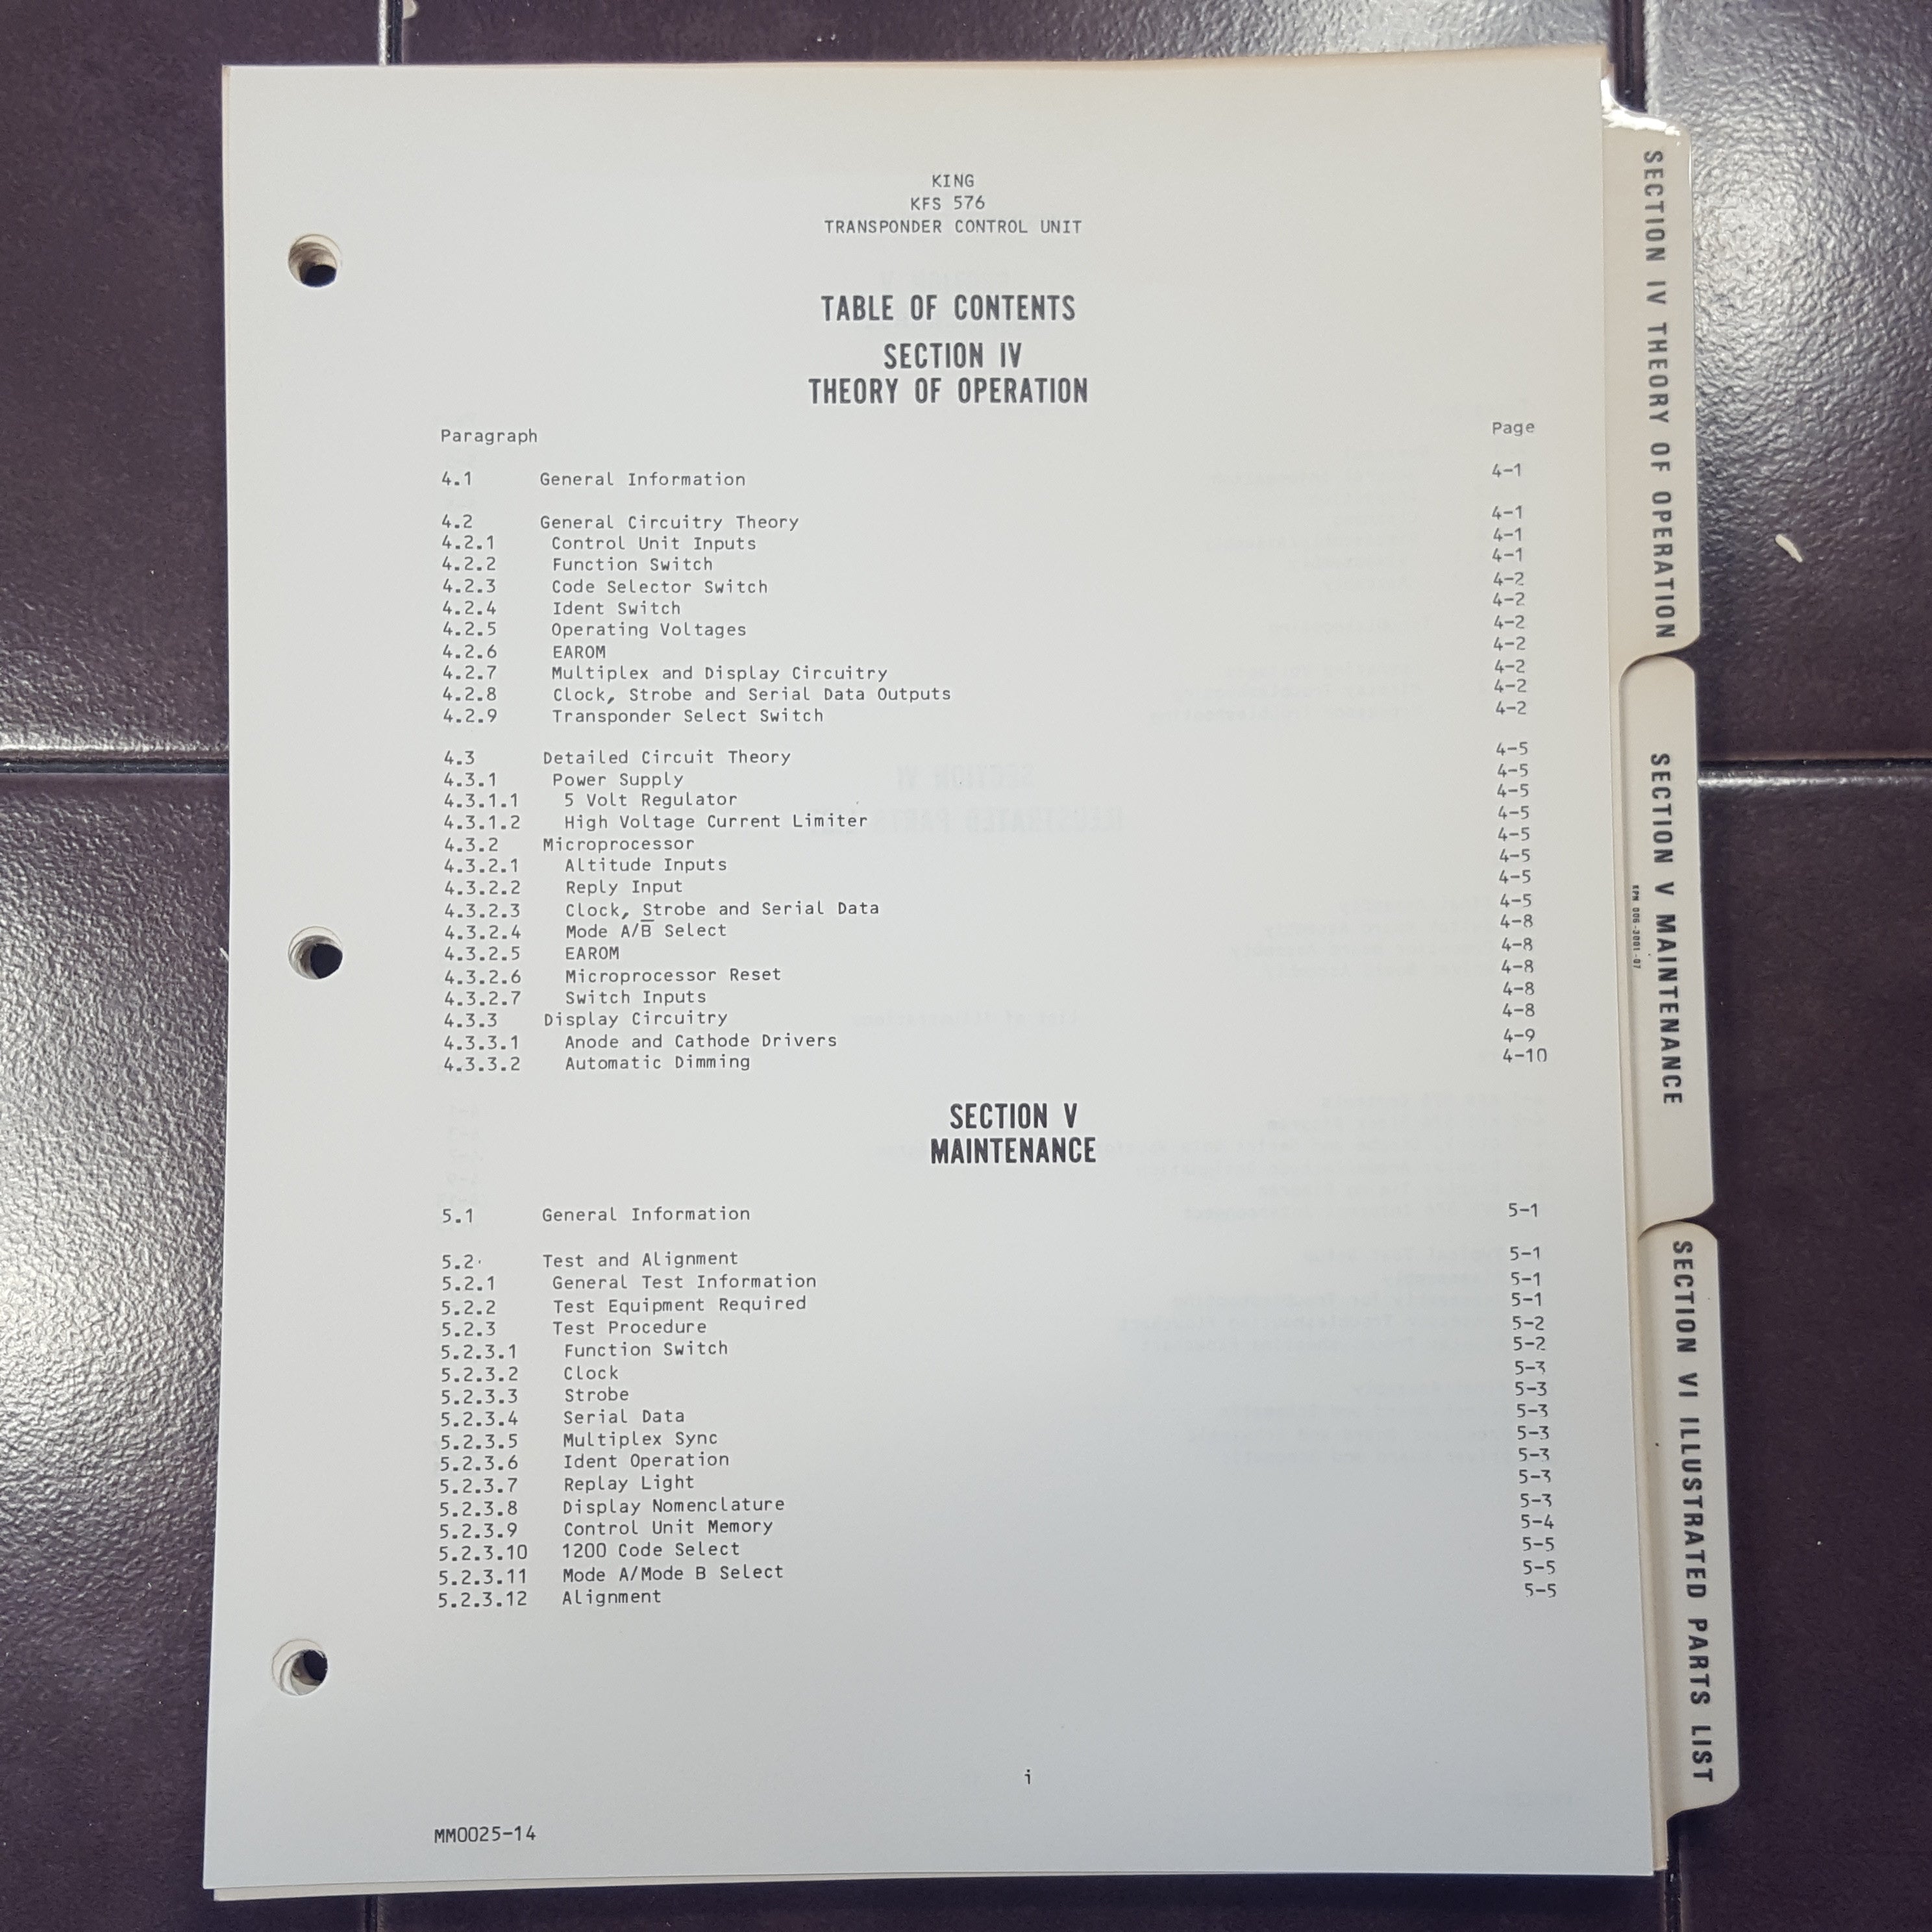 KING
KFS 576
TRANSPONDER CONTROL UNIT
TABLE OF CONTENTS
SECTION IV
THEORY OF OPERATION
Paragraph Page
4.1 General Information 4-1
4.2 General Circuitry Theory 4-1
4.2.1 Control Unit Inputs 4-1
4.2.2 Function Switch 4-1
4.2.3 Code Selector Switch 4-2
4.2.4 Ident Switch 4-2
4.2.5 Operating Voltages 4-2
4.2.6 EAROM 4-2
4.2.7 Multiplex and Display Circuitry 4-2
4.2.8 Clock, Strobe and Serial Data Outputs 4-2
4.2.9 Transponder Select Switch 4-2
4.3 Detailed Circuit Theory 4-5
4.3.1 Power Supply 4-5
4.3.1.1 5 Volt Regulator 4-5
4.3.1.2 High Voltage Current Limiter 4-5
4.3.2 Microprocessor 4-5
4.3.2.1 Altitude Inputs 4-5
4.3.2.2 Reply Input 4-5
4.3.2.3 Clock, Strobe and Serial Data 4-5
4.3.2.4 Mode A/B̅ Select 4-8
4.3.2.5 EAROM 4-8
4.3.2.6 Microprocessor Reset 4-8
4.3.2.7 Switch Inputs 4-8
4.3.3 Display Circuitry 4-8
4.3.3.1 Anode and Cathode Drivers 4-9
4.3.3.2 Automatic Dimming 4-10
SECTION V
MAINTENANCE
5.1 General Information 5-1
5.2 Test and Alignment 5-1
5.2.1 General Test Information 5-1
5.2.2 Test Equipment Required 5-1
5.2.3 Test Procedure 5-2
5.2.3.1 Function Switch 5-2
5.2.3.2 Clock 5-3
5.2.3.3 Strobe 5-3
5.2.3.4 Serial Data 5-3
5.2.3.5 Multiplex Sync 5-3
5.2.3.6 Ident Operation 5-3
5.2.3.7 Replay Light 5-3
5.2.3.8 Display Nomenclature 5-3
5.2.3.9 Control Unit Memory 5-4
5.2.3.10 1200 Code Select 5-5
5.2.3.11 Mode A/Mode B Select 5-5
5.2.3.12 Alignment 5-5
i
MM0025-14
SECTION IV THEORY OF OPERATION
SECTION V MAINTENANCE
KPN 006-3001-07
SECTION VI ILLUSTRATED PARTS LIST